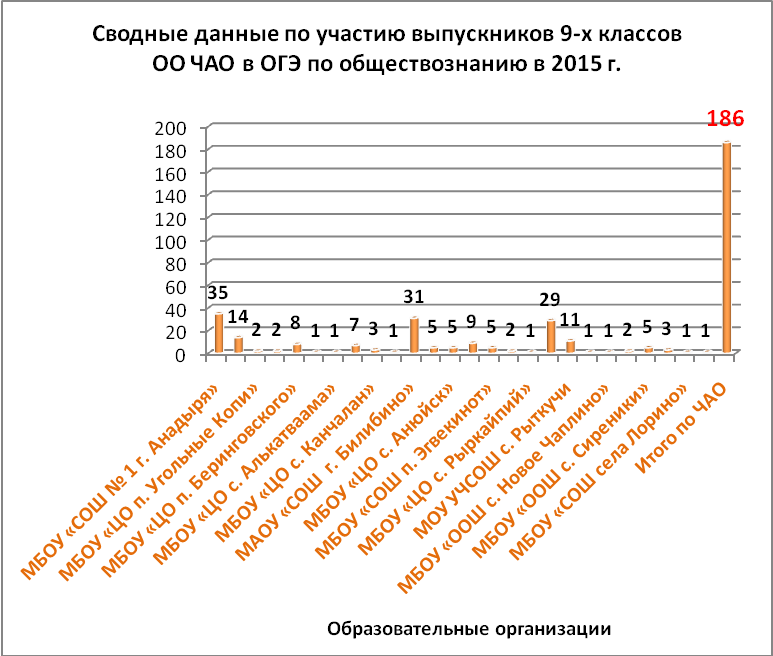 Сводные данные по участию выпускников 9-х классов
ОО ЧАО в ОГЭ по обществознанию в 2015 г.
186
200
180
160
140
120
100
80
60
40
20
0
35 14 2 2 8 1 1 7 3 1 31 5 5 9 5 2 1 29 11 1 1 2 5 3 1 1
МБОУ «СОШ № 1 г. Анадыря»
МБОУ «ЦО п. Угольные Копи»
МБОУ «ЦО п. Беринговского»
МБОУ «ЦО с. Алькатваама»
МБОУ «ЦО с. Канчалан»
МАОУ «СОШ г. Билибино»
МБОУ «ЦО с. Анюйск»
МБОУ «СОШ п. Эгвекинот»
МБОУ «ЦО с. Рыркайпий»
МОУ УЧСОШ с. Рыткучи
МБОУ «ООШ с. Новое Чаплино»
МБОУ «ООШ с. Сиреники»
МБОУ «СОШ села Лорино»
Итого по ЧАО
Образовательные организации